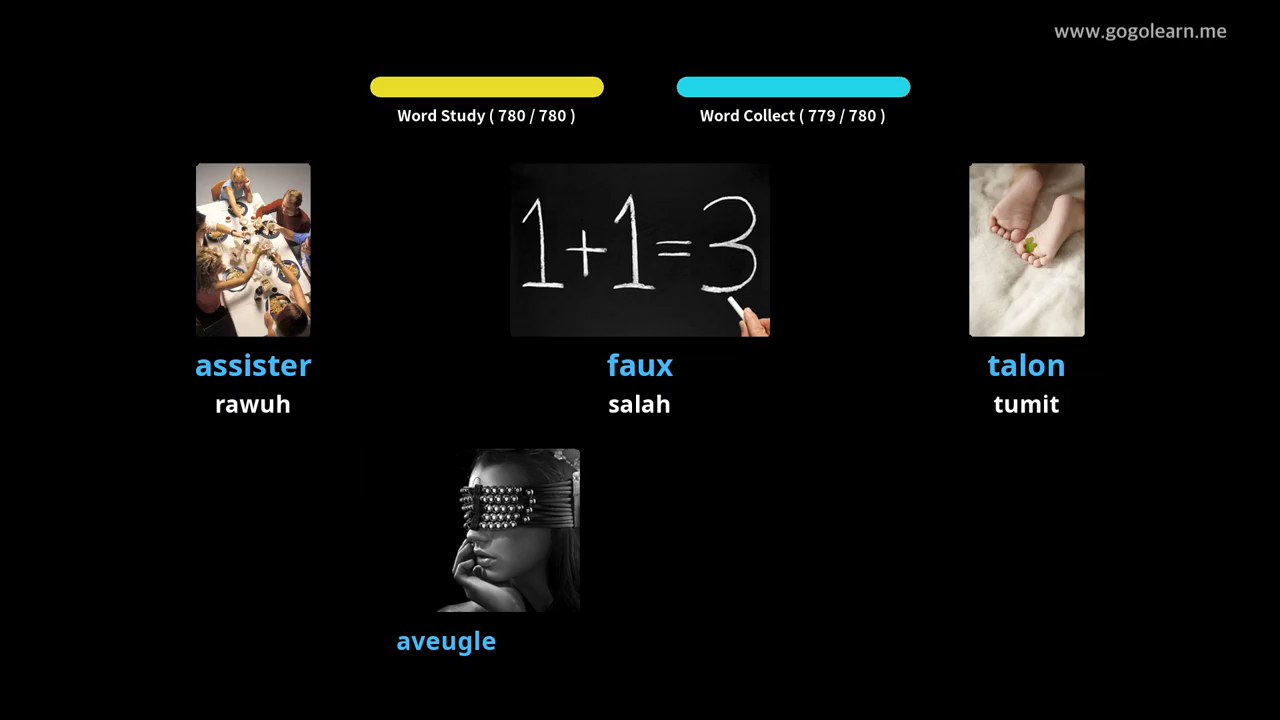 www.gogolearn.me
Word Study ( 780 / 780 )
Word Collect ( 779 / 780 )
1+1=3
assister
faux
talon
rawuh
salah
tumit
aveugle